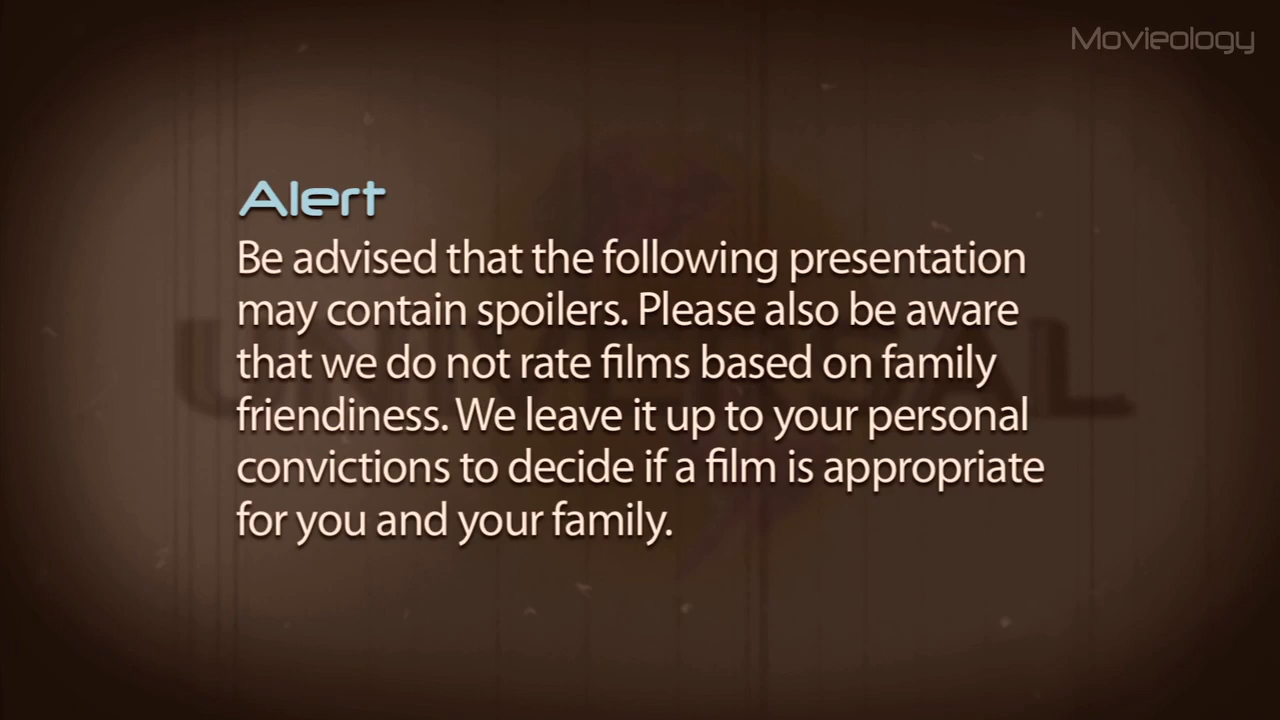 Movieology
Alert
Be advised that the following presentation
may contain spoilers. Please also be aware
that we do not rate films based on family
friendiness. We leave it up to your personal
convictions to decide if a film is appropriate
for you and your family.